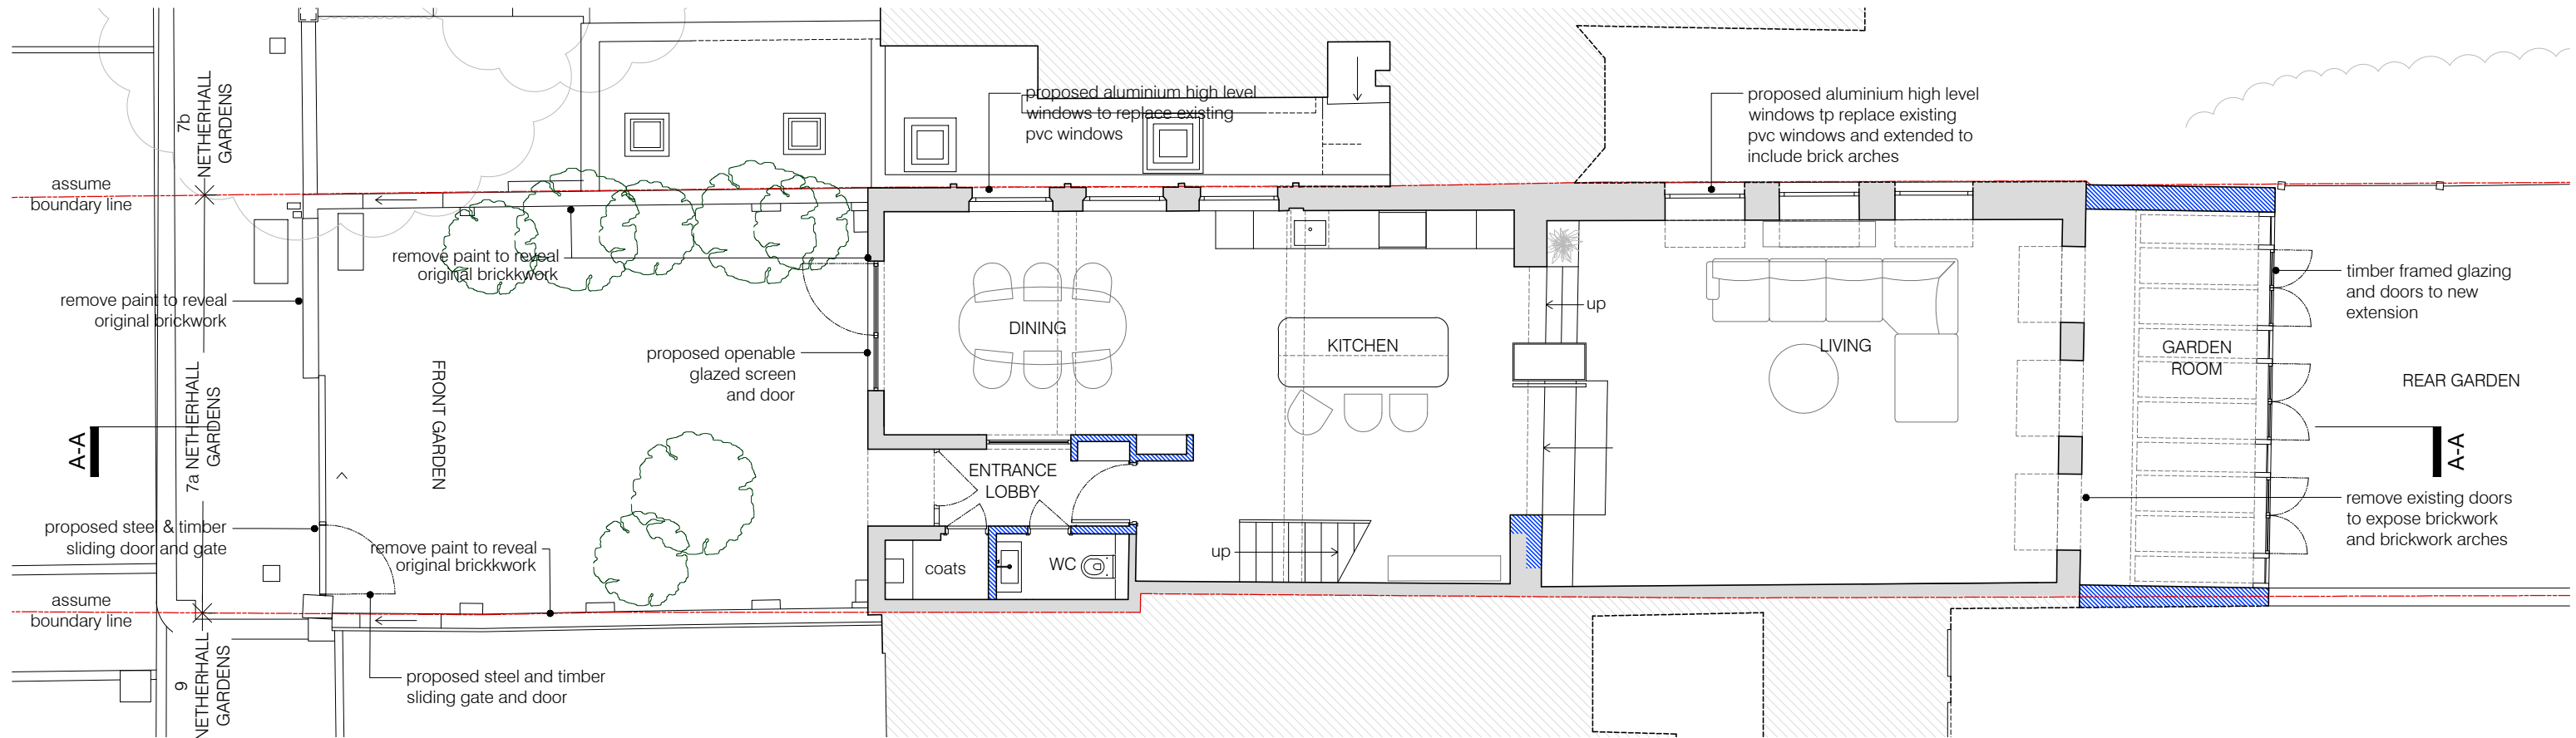 7b
NETHERHALL
GARDENS
assume
boundary line
remove paint to reveal
original brickwork
7a NETHERHALL
GARDENS
A-A
proposed steel & timber
sliding door and gate
assume
boundary line
9
NETHERHALL
GARDENS
FRONT GARDEN
remove paint to reveal
original brickkwork
proposed openable
glazed screen
and door
remove paint to reveal
original brickkwork
proposed steel and timber
sliding gate and door
proposed aluminium high level
windows to replace existing
pvc windows
DINING
KITCHEN
ENTRANCE
LOBBY
coats
WC
up
up
proposed aluminium high level
windows tp replace existing
pvc windows and extended to
include brick arches
LIVING
GARDEN
ROOM
timber framed glazing
and doors to new
extension
REAR GARDEN
A-A
remove existing doors
to expose brickwork
and brickwork arches